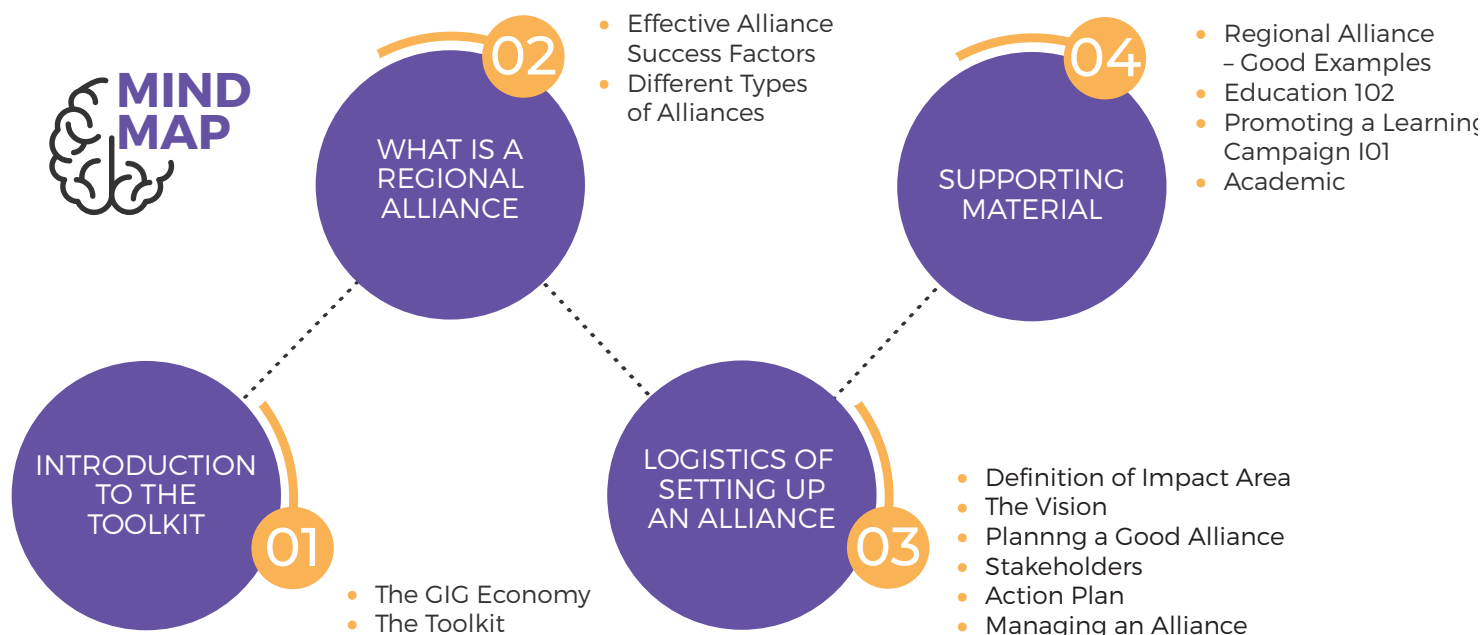 MIND
MAP
INTRODUCTION
TO THE
TOOLKIT
01
• The GIG Economy
• The Toolkit
02
WHAT IS A
REGIONAL
ALLIANCE
• Effective Alliance
Success Factors
• Different Types
of Alliances
LOGISTICS OF
SETTING UP
AN ALLIANCE
03
• Definition of Impact Area
• The Vision
• Plannng a Good Alliance
• Stakeholders
• Action Plan
• Managing an Alliance
04
SUPPORTING
MATERIAL
• Regional Alliance
– Good Examples
• Education 102
• Promoting a Learning
Campaign I01
• Academic